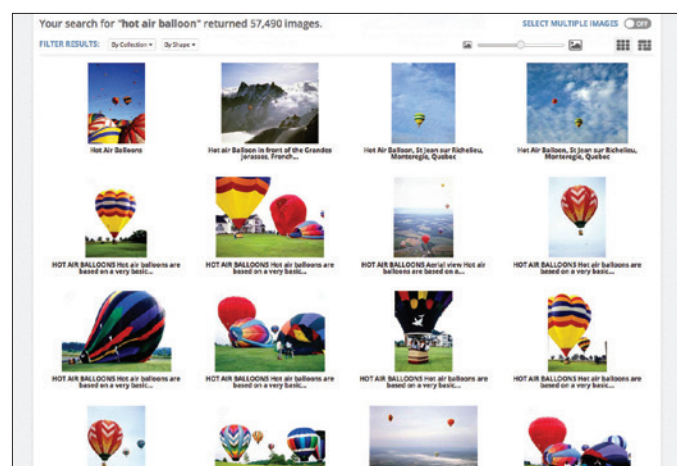 Your search for "hot air balloon" returned 57,490 images.
SELECT MULTIPLE IMAGES OFF
FILTER RESULTS: By Collection By Shape
Hot Air Balloons
Hot air Balloon in front of the Grandes
Jorasses, French...
Hot Air Balloon, St Jean sur Richelieu,
Monteregie, Quebec
Hot Air Balloon, St Jean sur Richelieu,
Monteregie, Quebec
HOT AIR BALLOONS Hot air balloons are
based on a very basic...
HOT AIR BALLOONS Hot air balloons are
based on a very basic...
HOT AIR BALLOONS Aerial view Hot air
balloons are based on a...
HOT AIR BALLOONS Hot air balloons are
based on a very basic...
HOT AIR BALLOONS Hot air balloons are
based on a very basic...
HOT AIR BALLOONS Hot air balloons are
based on a very basic...
HOT AIR BALLOONS Hot air balloons are
based on a very basic...
HOT AIR BALLOONS Hot air balloons are
based on a very basic...